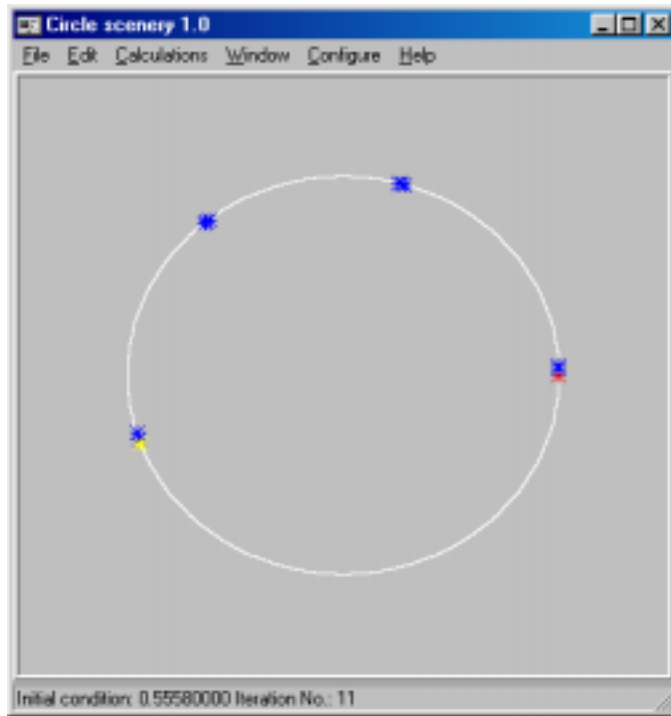 Circle scenery 1.0
File Edit Calculations Window Configure Help
Initial condition: 0.55580000 Iteration No.: 11